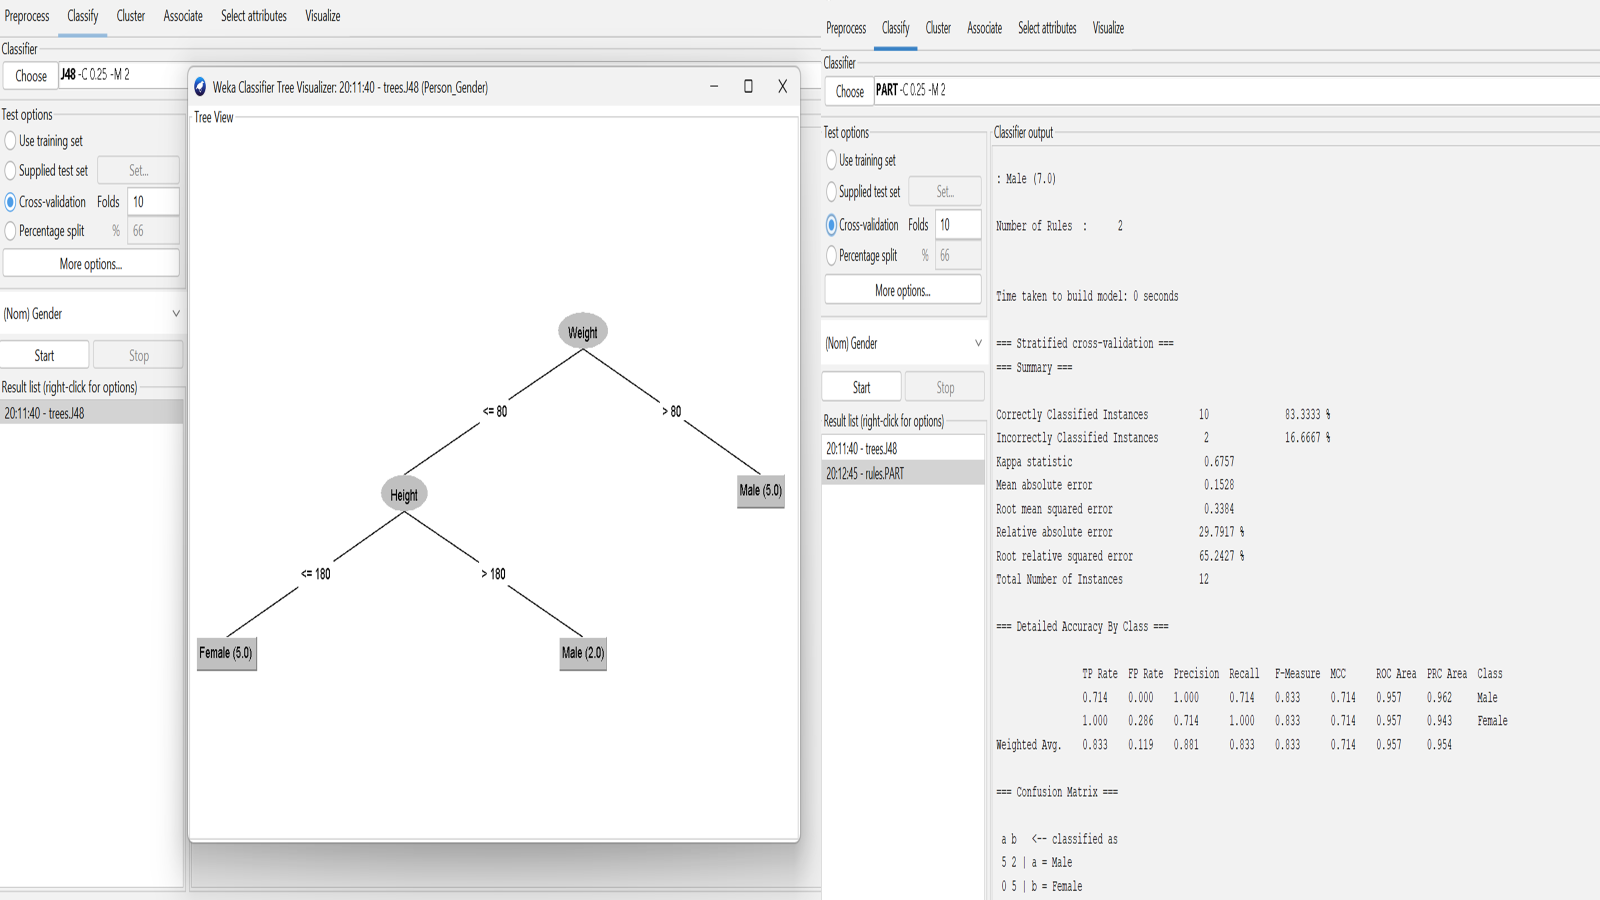 Preprocess Classify Cluster Associate Select attributes Visualize
Classifier
Choose J48 -C 0.25 -M 2
Test options
Use training set
Supplied test set Set...
Cross-validation Folds 10
Percentage split % 66
More options...
(Nom) Gender
Start Stop
Result list (right-click for options)
20:11:40 - trees.J48
Weka Classifier Tree Visualizer: 20:11:40 - trees.J48 (Person_Gender)
Tree View
Weight
<= 80 > 80
Height Male (5.0)
<= 180 > 180
Female (5.0) Male (2.0)
Preprocess Classify Cluster Associate Select attributes Visualize
Classifier
Choose PART -C 0.25 -M 2
Test options
Use training set
Supplied test set Set...
Cross-validation Folds 10
Percentage split % 66
More options...
(Nom) Gender
Start Stop
Result list (right-click for options)
20:11:40 - trees.J48
20:12:45 - rules.PART
Classifier output
: Male (7.0)
Number of Rules : 2
Time taken to build model: 0 seconds
=== Stratified cross-validation ===
=== Summary ===
Correctly Classified Instances 10 83.3333 %
Incorrectly Classified Instances 2 16.6667 %
Kappa statistic 0.6757
Mean absolute error 0.1528
Root mean squared error 0.3384
Relative absolute error 29.7917 %
Root relative squared error 65.2427 %
Total Number of Instances 12
=== Detailed Accuracy By Class ===
TP Rate FP Rate Precision Recall F-Measure MCC ROC Area PRC Area Class
0.714 0.000 1.000 0.714 0.833 0.714 0.957 0.962 Male
1.000 0.286 0.714 1.000 0.833 0.714 0.957 0.943 Female
Weighted Avg. 0.833 0.119 0.881 0.833 0.833 0.714 0.957 0.954
=== Confusion Matrix ===
a b <-- classified as
5 2 | a = Male
0 5 | b = Female